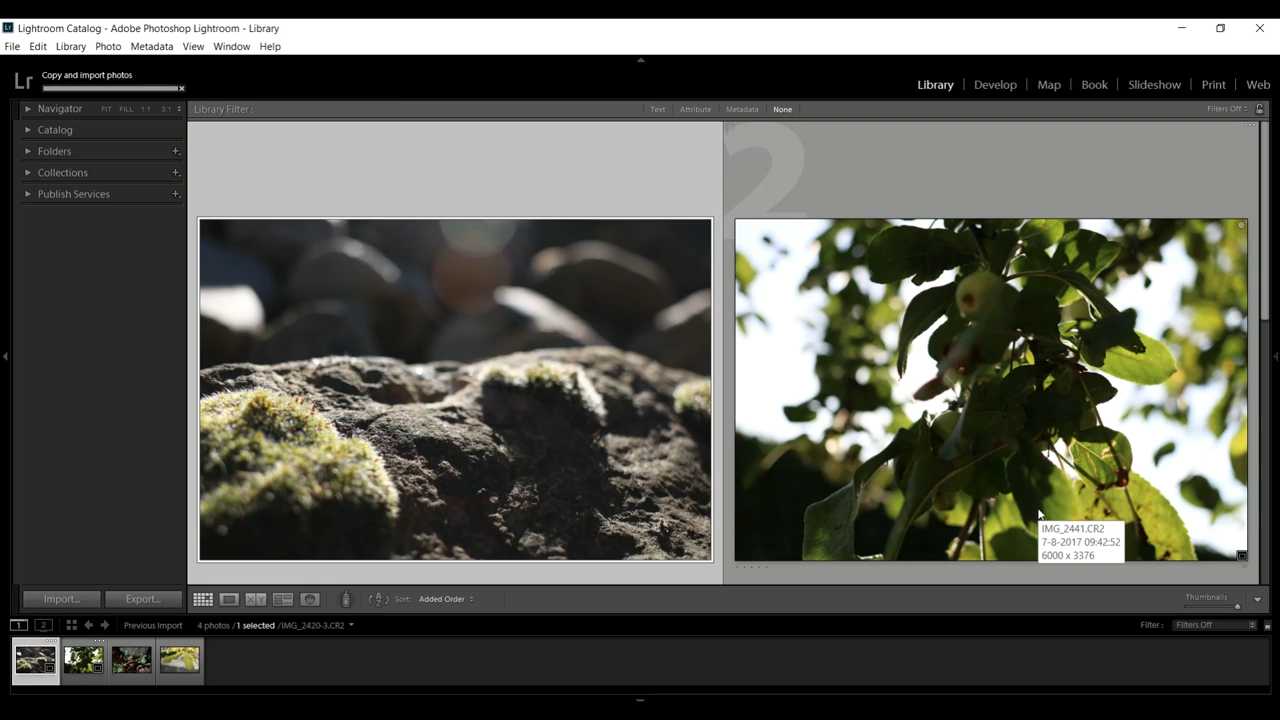 Lr Lightroom Catalog - Adobe Photoshop Lightroom - Library
File Edit Library Photo Metadata View Window Help
Lr Copy and import photos
Library Develop Map Book Slideshow Print Web
Navigator FIT FILL 1:1 3:1
Library Filter: Text Attribute Metadata None Filters Off
Catalog
Folders
Collections
Publish Services
2
IMG_2441.CR2
7-8-2017 09:42:52
6000 x 3376
Import... Export...
XY
Sort: Added Order
Thumbnails
1 2 Previous Import 4 photos /1 selected /IMG_2420-3.CR2 Filter : Filters Off